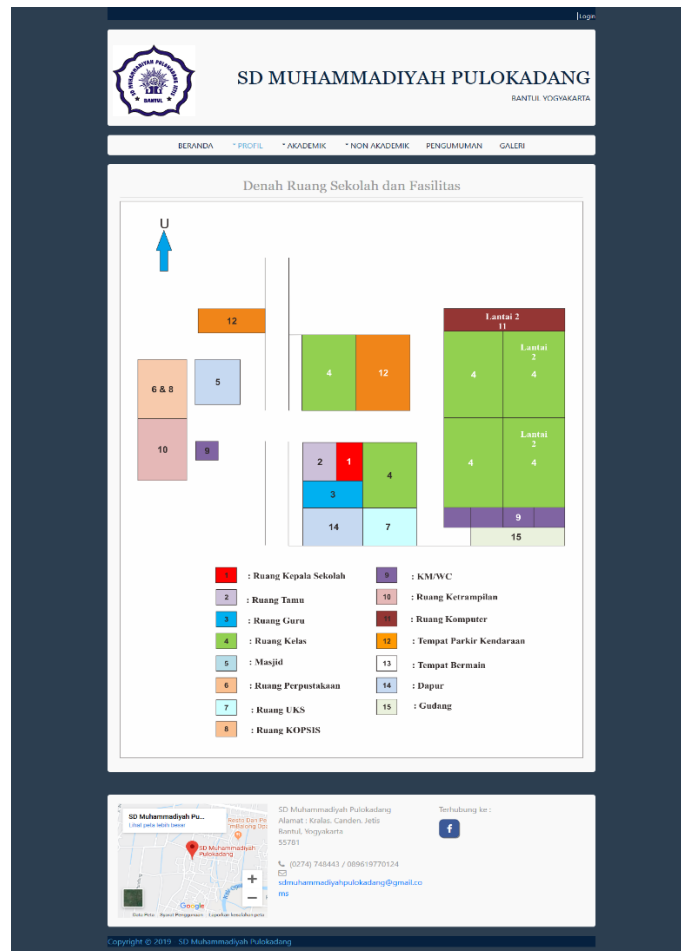 Login
SD MUHAMMADIYAH PULOKADANG JETIS
BANTUL
SD MUHAMMADIYAH PULOKADANG
BANTUL YOGYAKARTA
BERANDA
PROFIL
AKADEMIK
NON AKADEMIK
PENGUMUMAN
GALERI
Denah Ruang Sekolah dan Fasilitas
U
12
Lantai 2
11
4
12
4
Lantai
2
4
6 & 8
5
10
9
2
1
4
3
14
7
4
Lantai
2
4
9
15
1 : Ruang Kepala Sekolah
2 : Ruang Tamu
3 : Ruang Guru
4 : Ruang Kelas
5 : Masjid
6 : Ruang Perpustakaan
7 : Ruang UKS
8 : Ruang KOPSIS
9 : KM/WC
10 : Ruang Ketrampilan
11 : Ruang Komputer
12 : Tempat Parkir Kendaraan
13 : Tempat Bermain
14 : Dapur
15 : Gudang
SD Muhammadiyah Pu...
Lihat peta lebih besar
SD Muhammadiyah
Pulokadang
Google
SD Muhammadiyah Pulokadang
Alamat : Kralas, Canden, Jetis
Bantul, Yogyakarta
55781
(0274) 748443 / 089619770124
sdmuhammadiyahpulokadang@gmail.co
ms
Terhubung ke :
f
Copyright © 2019 SD Muhammadiyah Pulokadang